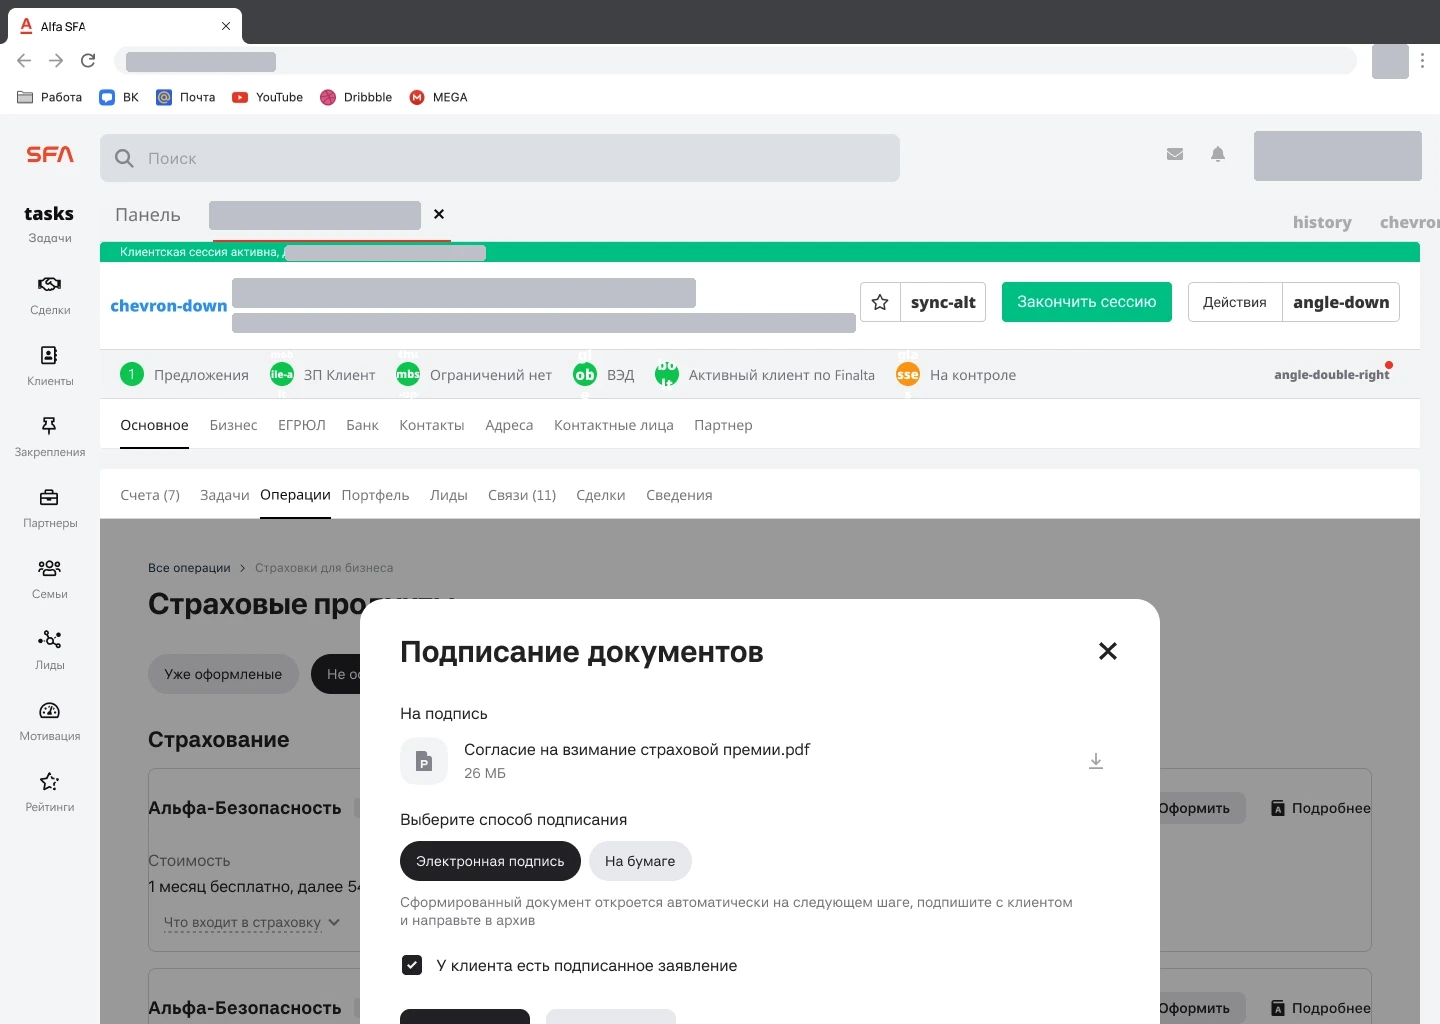 Alfa SFA
Работа
ВК
Почта
YouTube
Dribbble
MEGA
SFA
Поиск
tasks
Задачи
Панель
history
chevron
Клиентская сессия активна,
chevron-down
sync-alt
Закончить сессию
Действия
angle-down
1 Предложения
ЗП Клиент
Ограничений нет
ВЭД
Активный клиент по Finalta
На контроле
angle-double-right
Основное
Бизнес
ЕГРЮЛ
Банк
Контакты
Адреса
Контактные лица
Партнер
Счета (7)
Задачи
Операции
Портфель
Лиды
Связи (11)
Сделки
Сведения
Сделки
Клиенты
Закрепления
Партнеры
Семьи
Лиды
Мотивация
Рейтинги
Все операции
Страховки для бизнеса
Страховые продукты
Уже оформленые
Страхование
Альфа-Безопасность
Оформить
Подробнее
Стоимость
1 месяц бесплатно, далее
Что входит в страховку
Альфа-Безопасность
Оформить
Подробнее
Подписание документов
На подпись
Согласие на взимание страховой премии.pdf
26 МБ
Выберите способ подписания
Электронная подпись
На бумаге
Сформированный документ откроется автоматически на следующем шаге, подпишите с клиентом
и направьте в архив
У клиента есть подписанное заявление